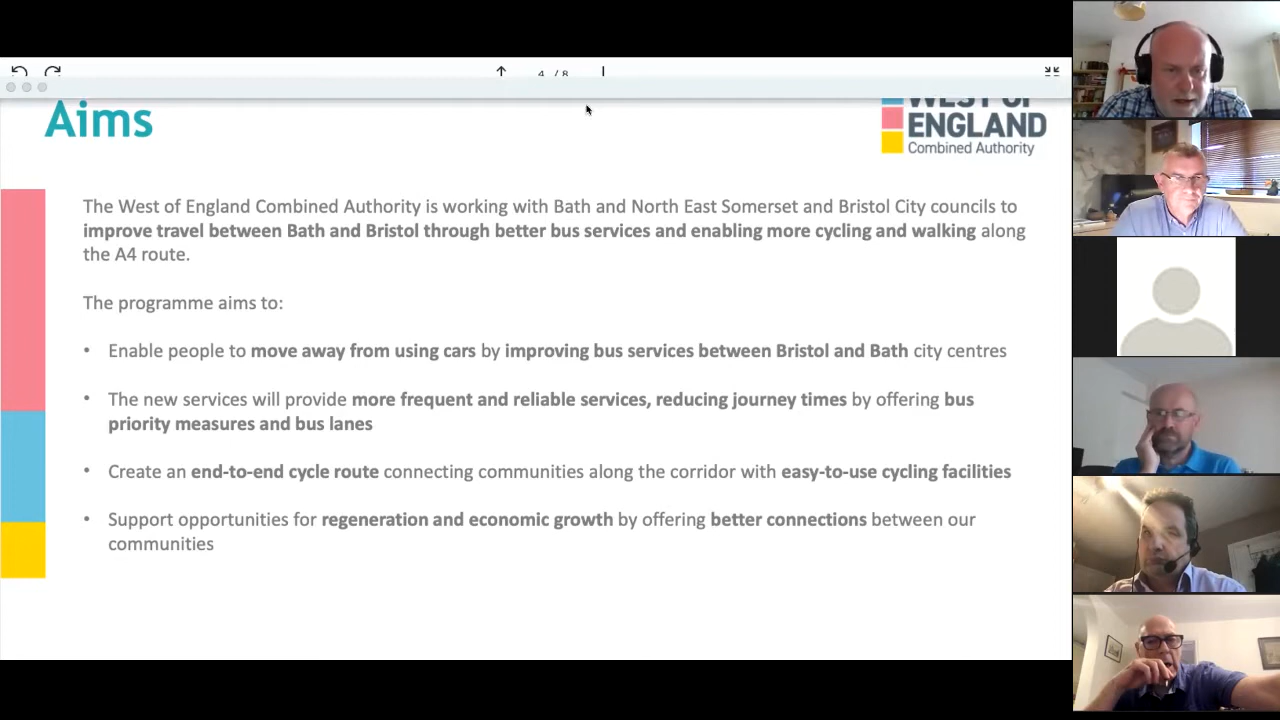 4 / 8
Aims
WEST OF
ENGLAND
Combined Authority
The West of England Combined Authority is working with Bath and North East Somerset and Bristol City councils to
improve travel between Bath and Bristol through better bus services and enabling more cycling and walking along
the A4 route.
The programme aims to:
• Enable people to move away from using cars by improving bus services between Bristol and Bath city centres
• The new services will provide more frequent and reliable services, reducing journey times by offering bus
priority measures and bus lanes
• Create an end-to-end cycle route connecting communities along the corridor with easy-to-use cycling facilities
• Support opportunities for regeneration and economic growth by offering better connections between our
communities